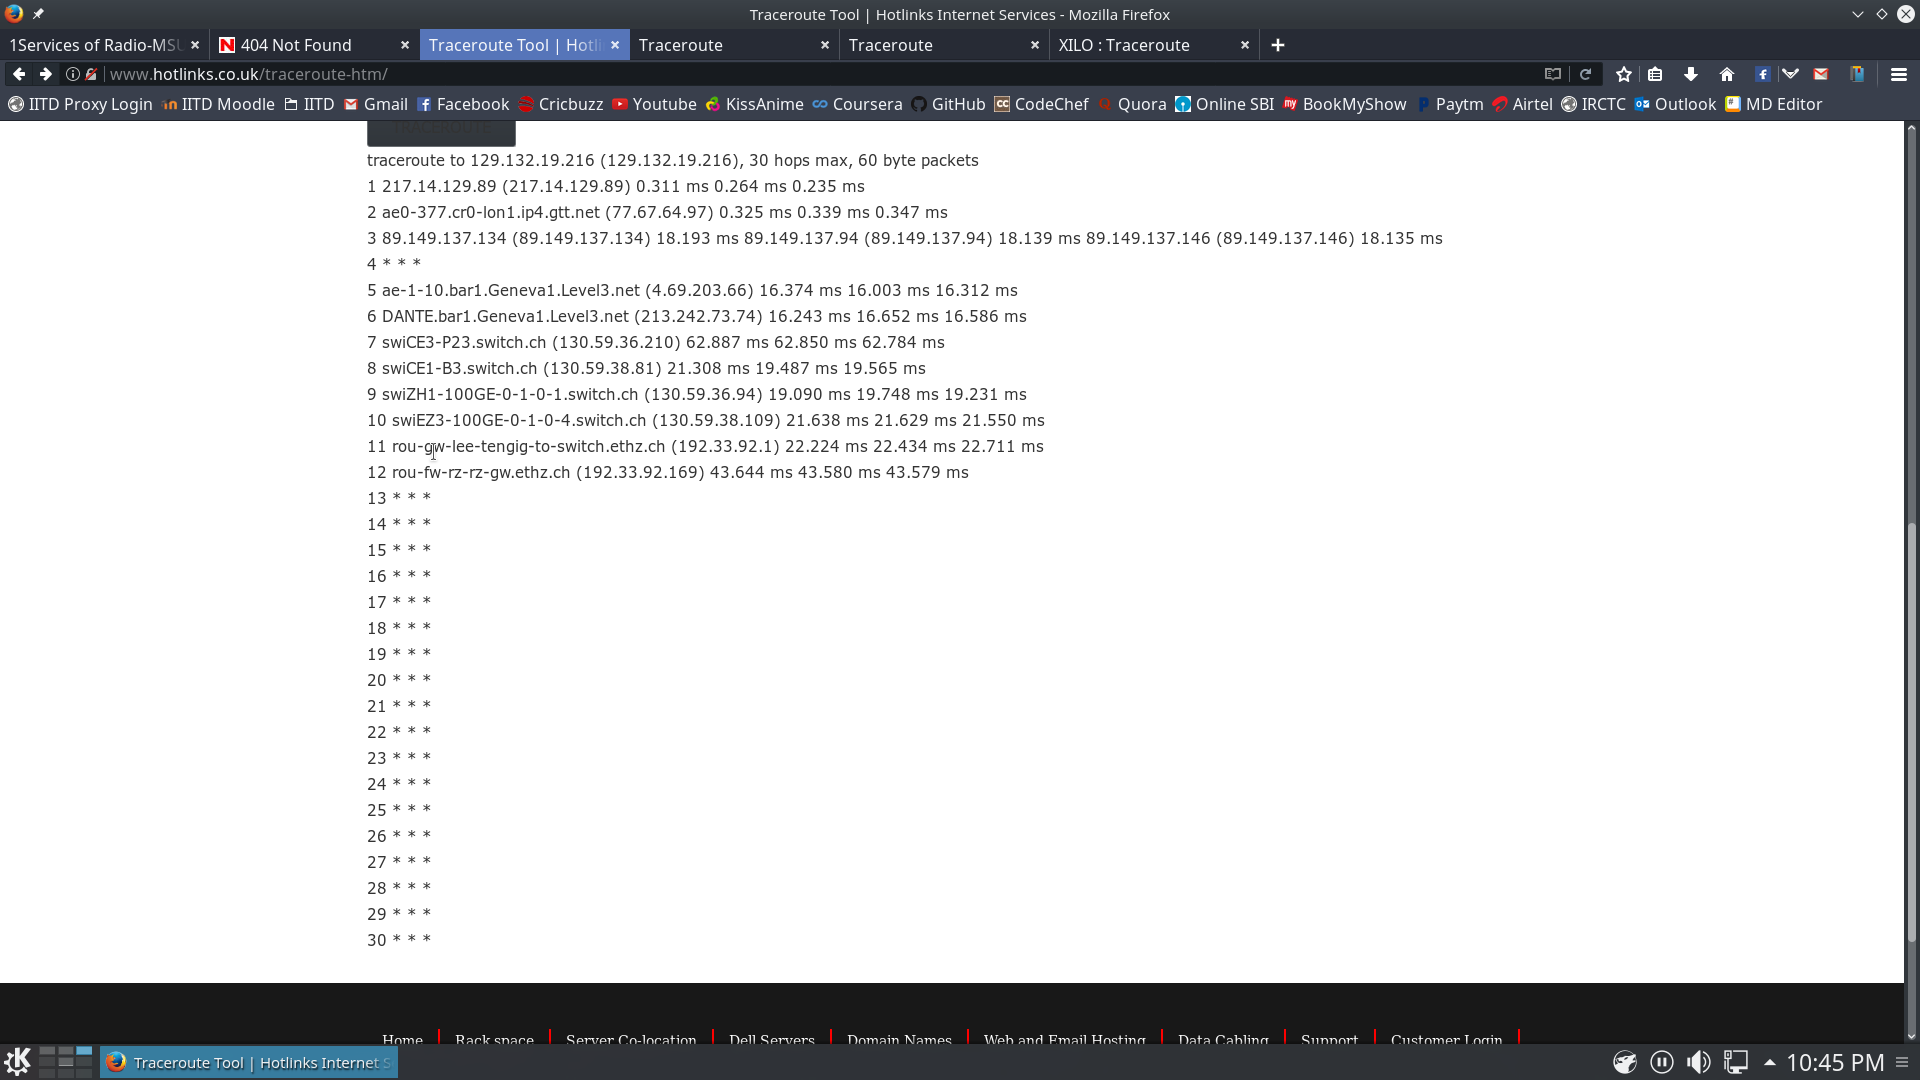 Traceroute Tool | Hotlinks Internet Services - Mozilla Firefox
1Services of Radio-MSU
404 Not Found
Traceroute Tool | Hotli
Traceroute
Traceroute
XILO : Traceroute
www.hotlinks.co.uk/traceroute-htm/
IITD Proxy Login IITD Moodle IITD Gmail Facebook Cricbuzz Youtube KissAnime Coursera GitHub CodeChef Quora Online SBI BookMyShow Paytm Airtel IRCTC Outlook MD Editor
traceroute to 129.132.19.216 (129.132.19.216), 30 hops max, 60 byte packets
1 217.14.129.89 (217.14.129.89) 0.311 ms 0.264 ms 0.235 ms
2 ae0-377.cr0-lon1.ip4.gtt.net (77.67.64.97) 0.325 ms 0.339 ms 0.347 ms
3 89.149.137.134 (89.149.137.134) 18.193 ms 89.149.137.94 (89.149.137.94) 18.139 ms 89.149.137.146 (89.149.137.146) 18.135 ms
4 * * *
5 ae-1-10.bar1.Geneva1.Level3.net (4.69.203.66) 16.374 ms 16.003 ms 16.312 ms
6 DANTE.bar1.Geneva1.Level3.net (213.242.73.74) 16.243 ms 16.652 ms 16.586 ms
7 swiCE3-P23.switch.ch (130.59.36.210) 62.887 ms 62.850 ms 62.784 ms
8 swiCE1-B3.switch.ch (130.59.38.81) 21.308 ms 19.487 ms 19.565 ms
9 swiZH1-100GE-0-1-0-1.switch.ch (130.59.36.94) 19.090 ms 19.748 ms 19.231 ms
10 swiEZ3-100GE-0-1-0-4.switch.ch (130.59.38.109) 21.638 ms 21.629 ms 21.550 ms
11 rou-gw-lee-tengig-to-switch.ethz.ch (192.33.92.1) 22.224 ms 22.434 ms 22.711 ms
12 rou-fw-rz-rz-gw.ethz.ch (192.33.92.169) 43.644 ms 43.580 ms 43.579 ms
13 * * *
14 * * *
15 * * *
16 * * *
17 * * *
18 * * *
19 * * *
20 * * *
21 * * *
22 * * *
23 * * *
24 * * *
25 * * *
26 * * *
27 * * *
28 * * *
29 * * *
30 * * *
Home Rack space Server Co-location Dell Servers Domain Names Web and Email Hosting Data Cabling Support Customer Login
Traceroute Tool | Hotlinks Internet S
10:45 PM